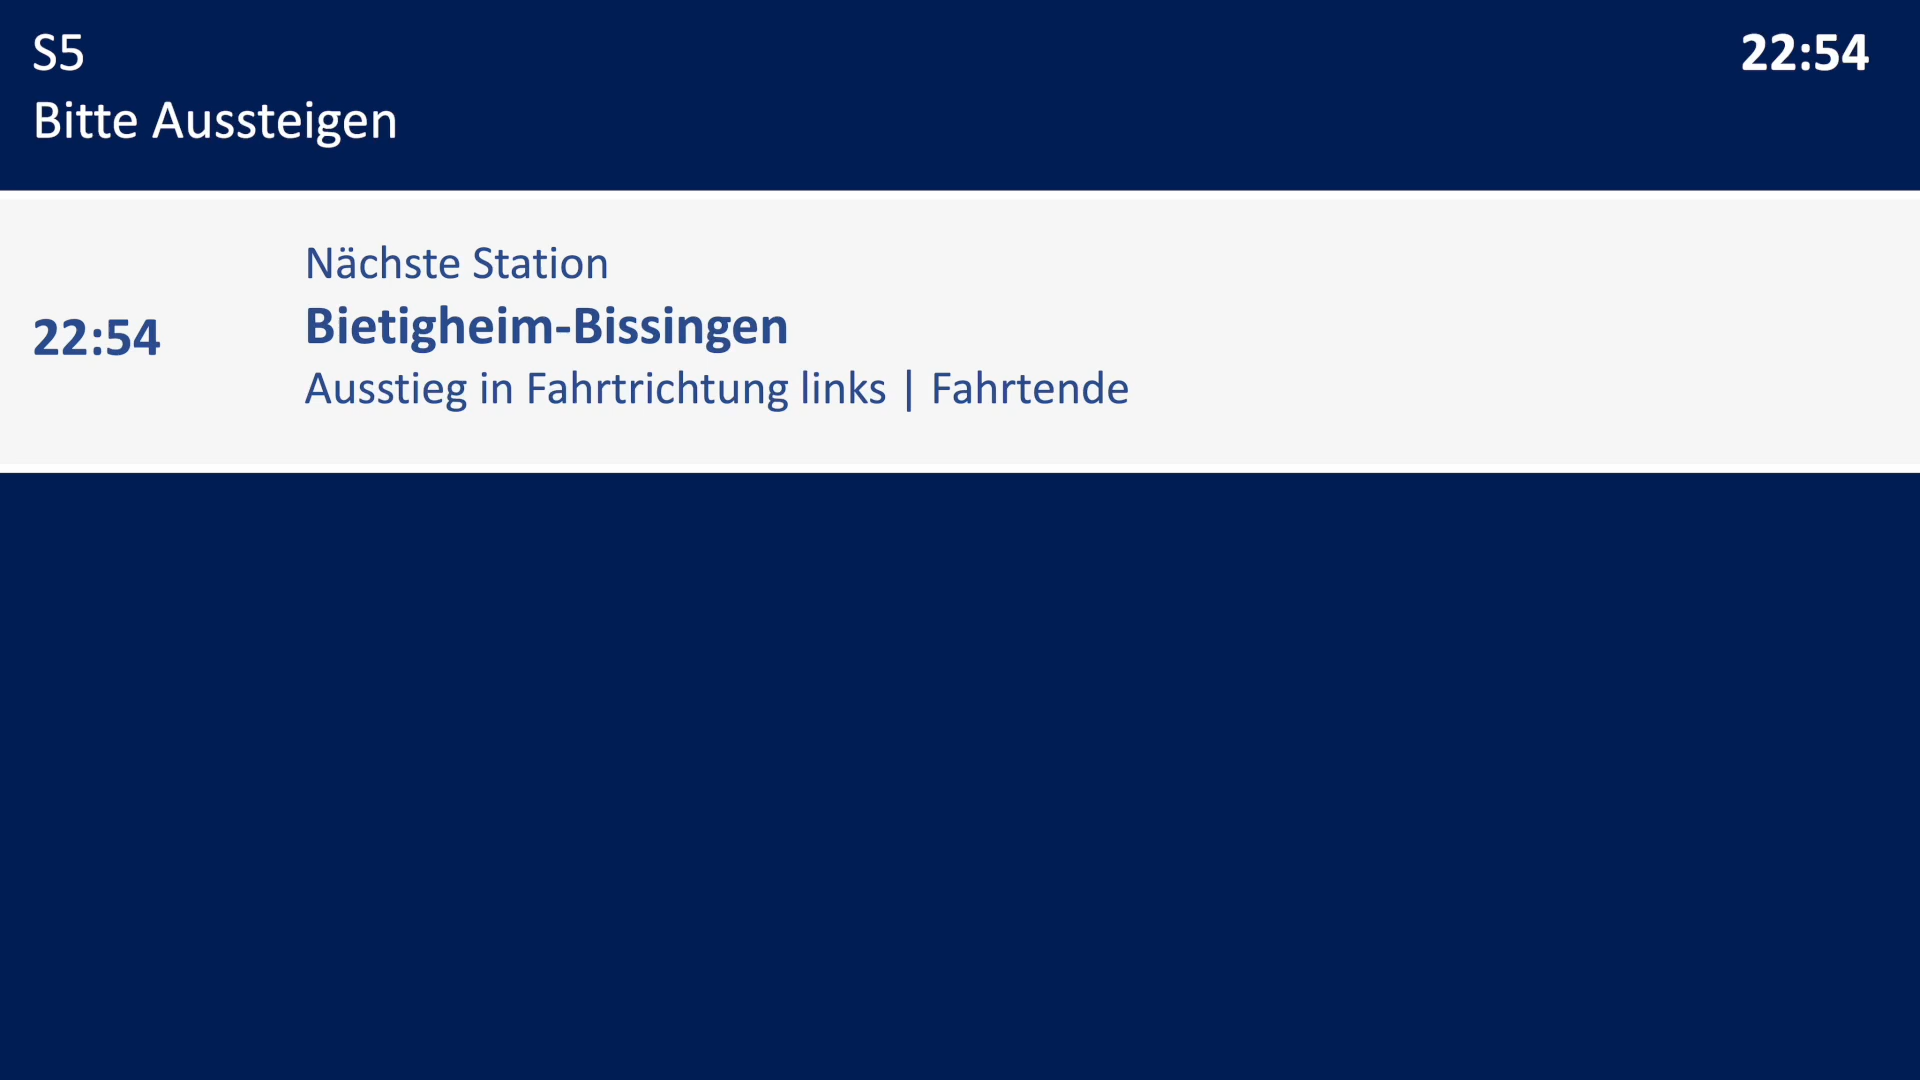 S5
22:54
Bitte Aussteigen
Nächste Station
22:54
Bietigheim-Bissingen
Ausstieg in Fahrtrichtung links | Fahrtende